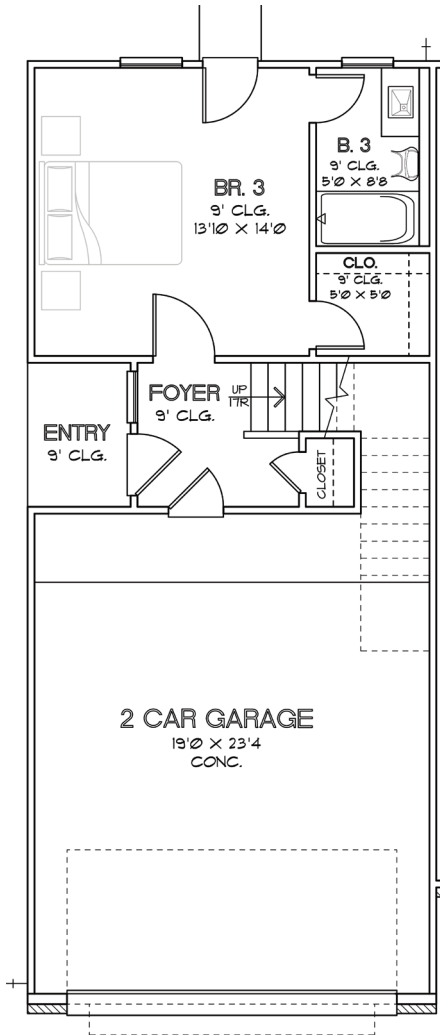 B. 3
9' CLG.
5'0 X 8'8
BR. 3
9' CLG.
13'10 X 14'0
CLO.
9' CLG.
5'0 X 5'0
FOYER
9' CLG.
UP
17R
ENTRY
9' CLG.
CLOSET
2 CAR GARAGE
19'0 X 23'4
CONC.